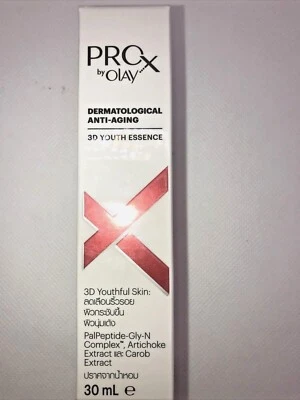 PROX
by OLAY
DERMATOLOGICAL
ANTI-AGING
3D YOUTH ESSENCE
3D Youthful Skin:
ลดเลือนริ้วรอย
ผิวกระชับขึ้น
ผิวนุ่มเด้ง
PalPeptide-Gly-N
Complex™, Artichoke
Extract และ Carob
Extract
ปราศจากน้ำหอม
30 mL e